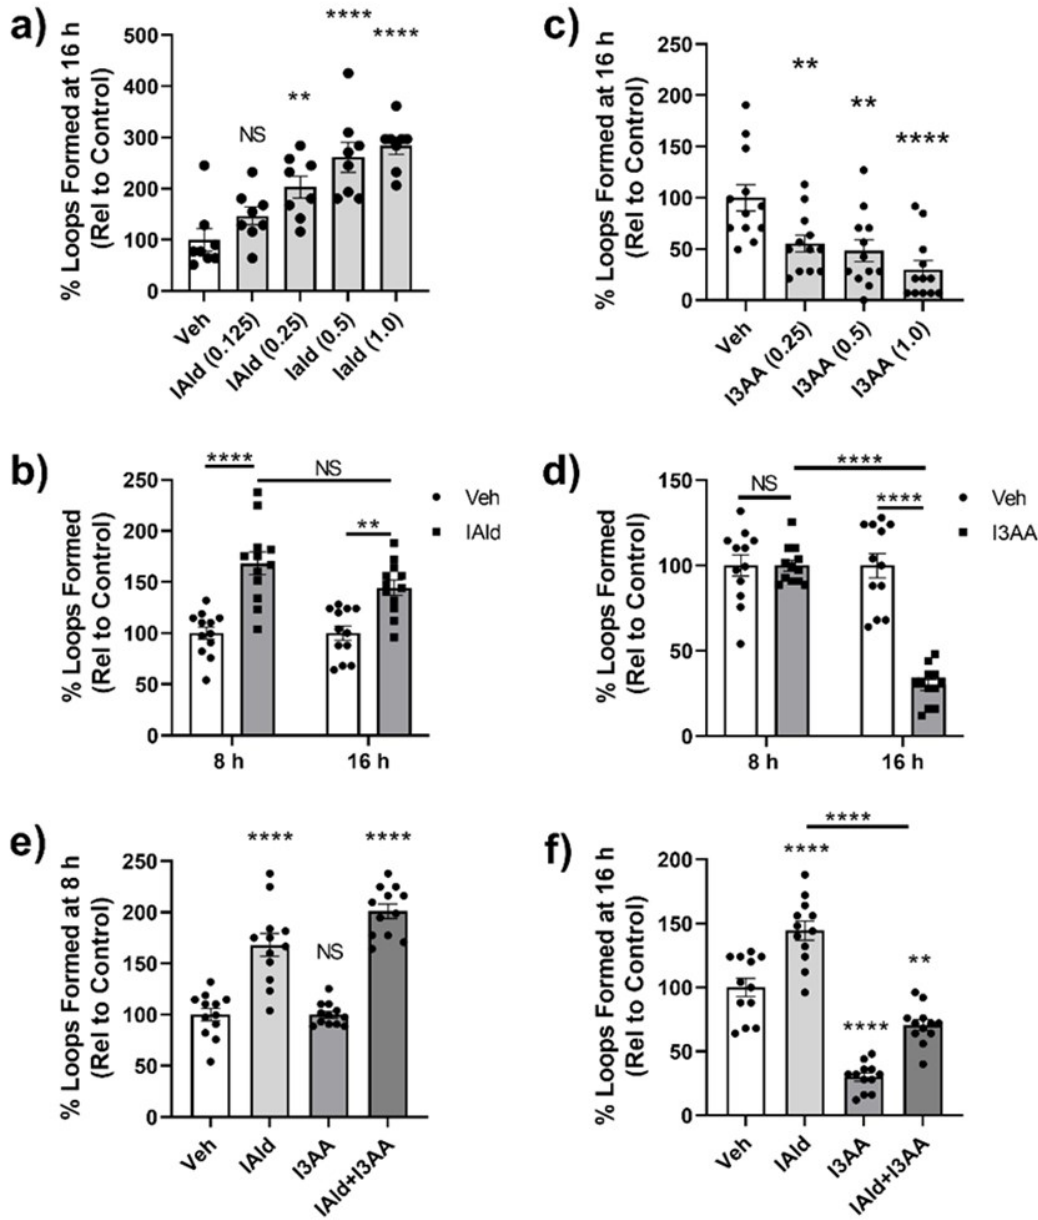 a)
% Loops Formed at 16 h
(Rel to Control)
500
400
300
200
100
0
NS
**
****
****
Veh
IAld (0.125)
IAld (0.25)
Iald (0.5)
Iald (1.0)
c)
% Loops Formed at 16 h
(Rel to Control)
250
200
150
100
50
0
**
**
****
Veh
I3AA (0.25)
I3AA (0.5)
I3AA (1.0)
b)
% Loops Formed
(Rel to Control)
250
200
150
100
50
0
****
NS
**
8 h
16 h
Veh
IAld
d)
% Loops Formed
(Rel to Control)
150
100
50
0
NS
****
****
8 h
16 h
Veh
I3AA
e)
% Loops Formed at 8 h
(Rel to Control)
250
200
150
100
50
0
****
NS
****
Veh
IAld
I3AA
IAld+I3AA
f)
% Loops Formed at 16 h
(Rel to Control)
200
150
100
50
0
****
****
****
**
Veh
IAld
I3AA
IAld+I3AA